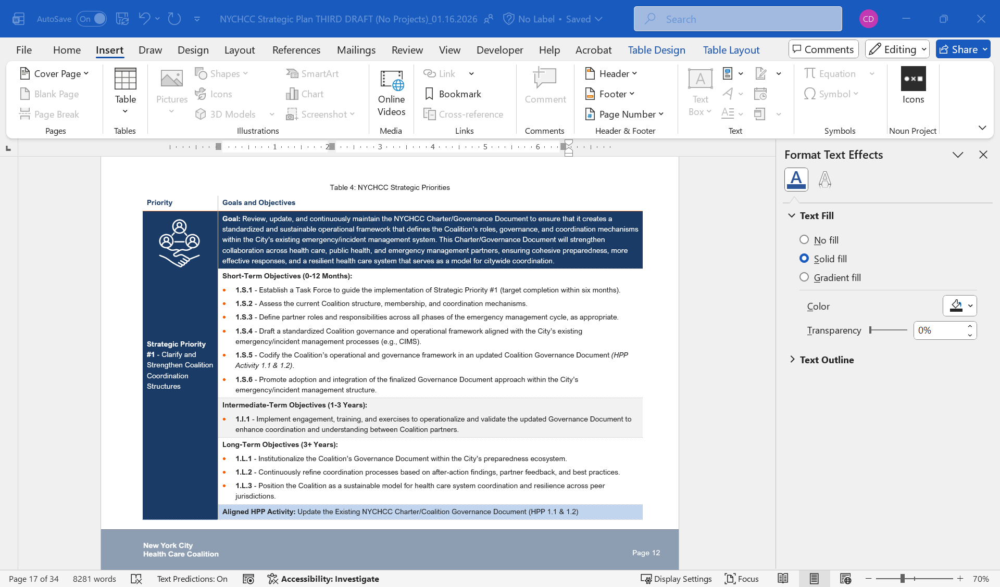 AutoSave On
NYCHCC Strategic Plan THIRD DRAFT (No Projects)_01.16.2026
No Label • Saved
Search
CD
File Home Insert Draw Design Layout References Mailings Review View Developer Help Acrobat Table Design Table Layout
Comments Editing Share
Cover Page
Blank Page
Page Break
Pages
Table
Tables
Pictures
Shapes
Icons
3D Models
SmartArt
Chart
Screenshot
Illustrations
Online
Videos
Media
Link
Bookmark
Cross-reference
Links
Comment
Comments
Header
Footer
Page Number
Header & Footer
Text
Box
Text
Equation
Symbol
Symbols
Icons
Noun Project
1 2 3 4 5 6
Table 4: NYCHCC Strategic Priorities
Priority
Goals and Objectives
Strategic Priority
#1 - Clarify and
Strengthen Coalition
Coordination
Structures
Goal: Review, update, and continuously maintain the NYCHCC Charter/Governance Document to ensure that it creates a
standardized and sustainable operational framework that defines the Coalition’s roles, governance, and coordination mechanisms
within the City’s existing emergency/incident management system. This Charter/Governance Document will strengthen
collaboration across health care, public health, and emergency management partners, ensuring cohesive preparedness, more
effective responses, and a resilient health care system that serves as a model for citywide coordination.
Short-Term Objectives (0-12 Months):
• 1.S.1 - Establish a Task Force to guide the implementation of Strategic Priority #1 (target completion within six months).
• 1.S.2 - Assess the current Coalition structure, membership, and coordination mechanisms.
• 1.S.3 - Define partner roles and responsibilities across all phases of the emergency management cycle, as appropriate.
• 1.S.4 - Draft a standardized Coalition governance and operational framework aligned with the City’s existing
emergency/incident management processes (e.g., CIMS).
• 1.S.5 - Codify the Coalition’s operational and governance framework in an updated Coalition Governance Document (HPP
Activity 1.1 & 1.2).
• 1.S.6 - Promote adoption and integration of the finalized Governance Document approach within the City’s
emergency/incident management structure.
Intermediate-Term Objectives (1-3 Years):
• 1.I.1 - Implement engagement, training, and exercises to operationalize and validate the updated Governance Document to
enhance coordination and understanding between Coalition partners.
Long-Term Objectives (3+ Years):
• 1.L.1 - Institutionalize the Coalition’s Governance Document within the City’s preparedness ecosystem.
• 1.L.2 - Continuously refine coordination processes based on after-action findings, partner feedback, and best practices.
• 1.L.3 - Position the Coalition as a sustainable model for health care system coordination and resilience across peer
jurisdictions.
Aligned HPP Activity: Update the Existing NYCHCC Charter/Coalition Governance Document (HPP 1.1 & 1.2)
New York City
Health Care Coalition
Page 12
Format Text Effects
Text Fill
No fill
Solid fill
Gradient fill
Color
Transparency 0%
Text Outline
Page 17 of 34 8281 words Text Predictions: On Accessibility: Investigate
Display Settings Focus 70%